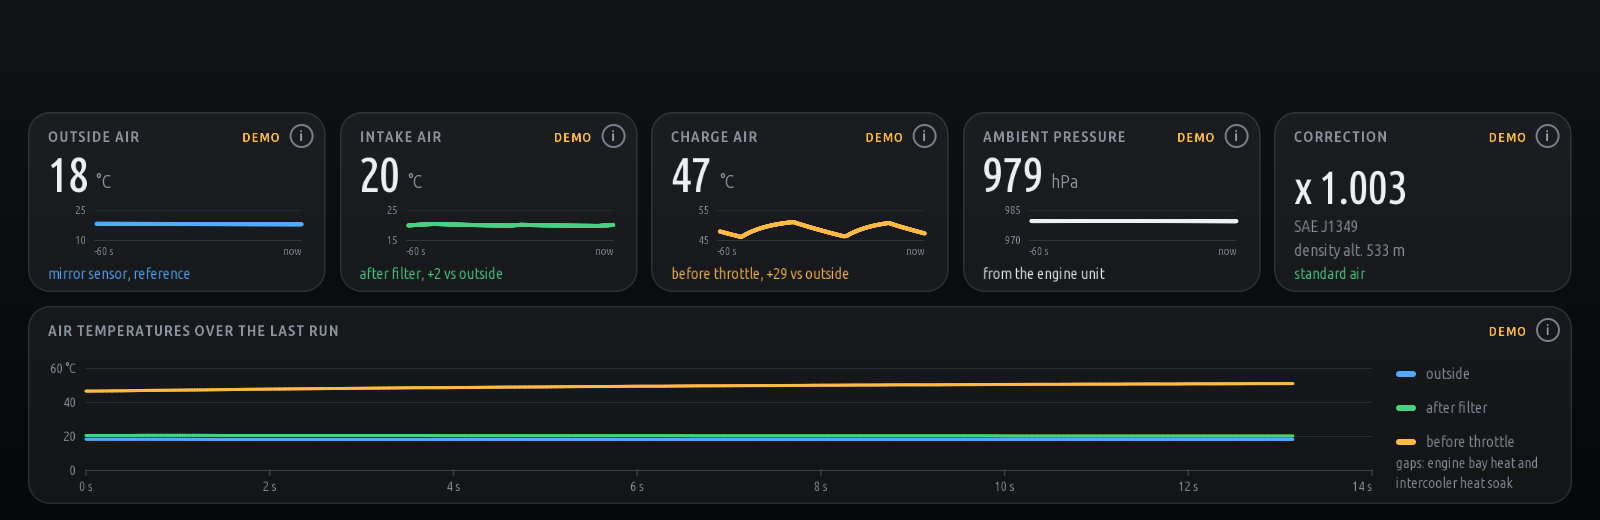 OUTSIDE AIR DEMO i
18 °C
25
10
-60 s now
mirror sensor, reference
INTAKE AIR DEMO i
20 °C
25
15
-60 s now
after filter, +2 vs outside
CHARGE AIR DEMO i
47 °C
55
45
-60 s now
before throttle, +29 vs outside
AMBIENT PRESSURE DEMO i
979 hPa
985
970
-60 s now
from the engine unit
CORRECTION DEMO i
x 1.003
SAE J1349
density alt. 533 m
standard air
AIR TEMPERATURES OVER THE LAST RUN DEMO i
60 °C
40
20
0
0 s 2 s 4 s 6 s 8 s 10 s 12 s 14 s
outside
after filter
before throttle
gaps: engine bay heat and
intercooler heat soak